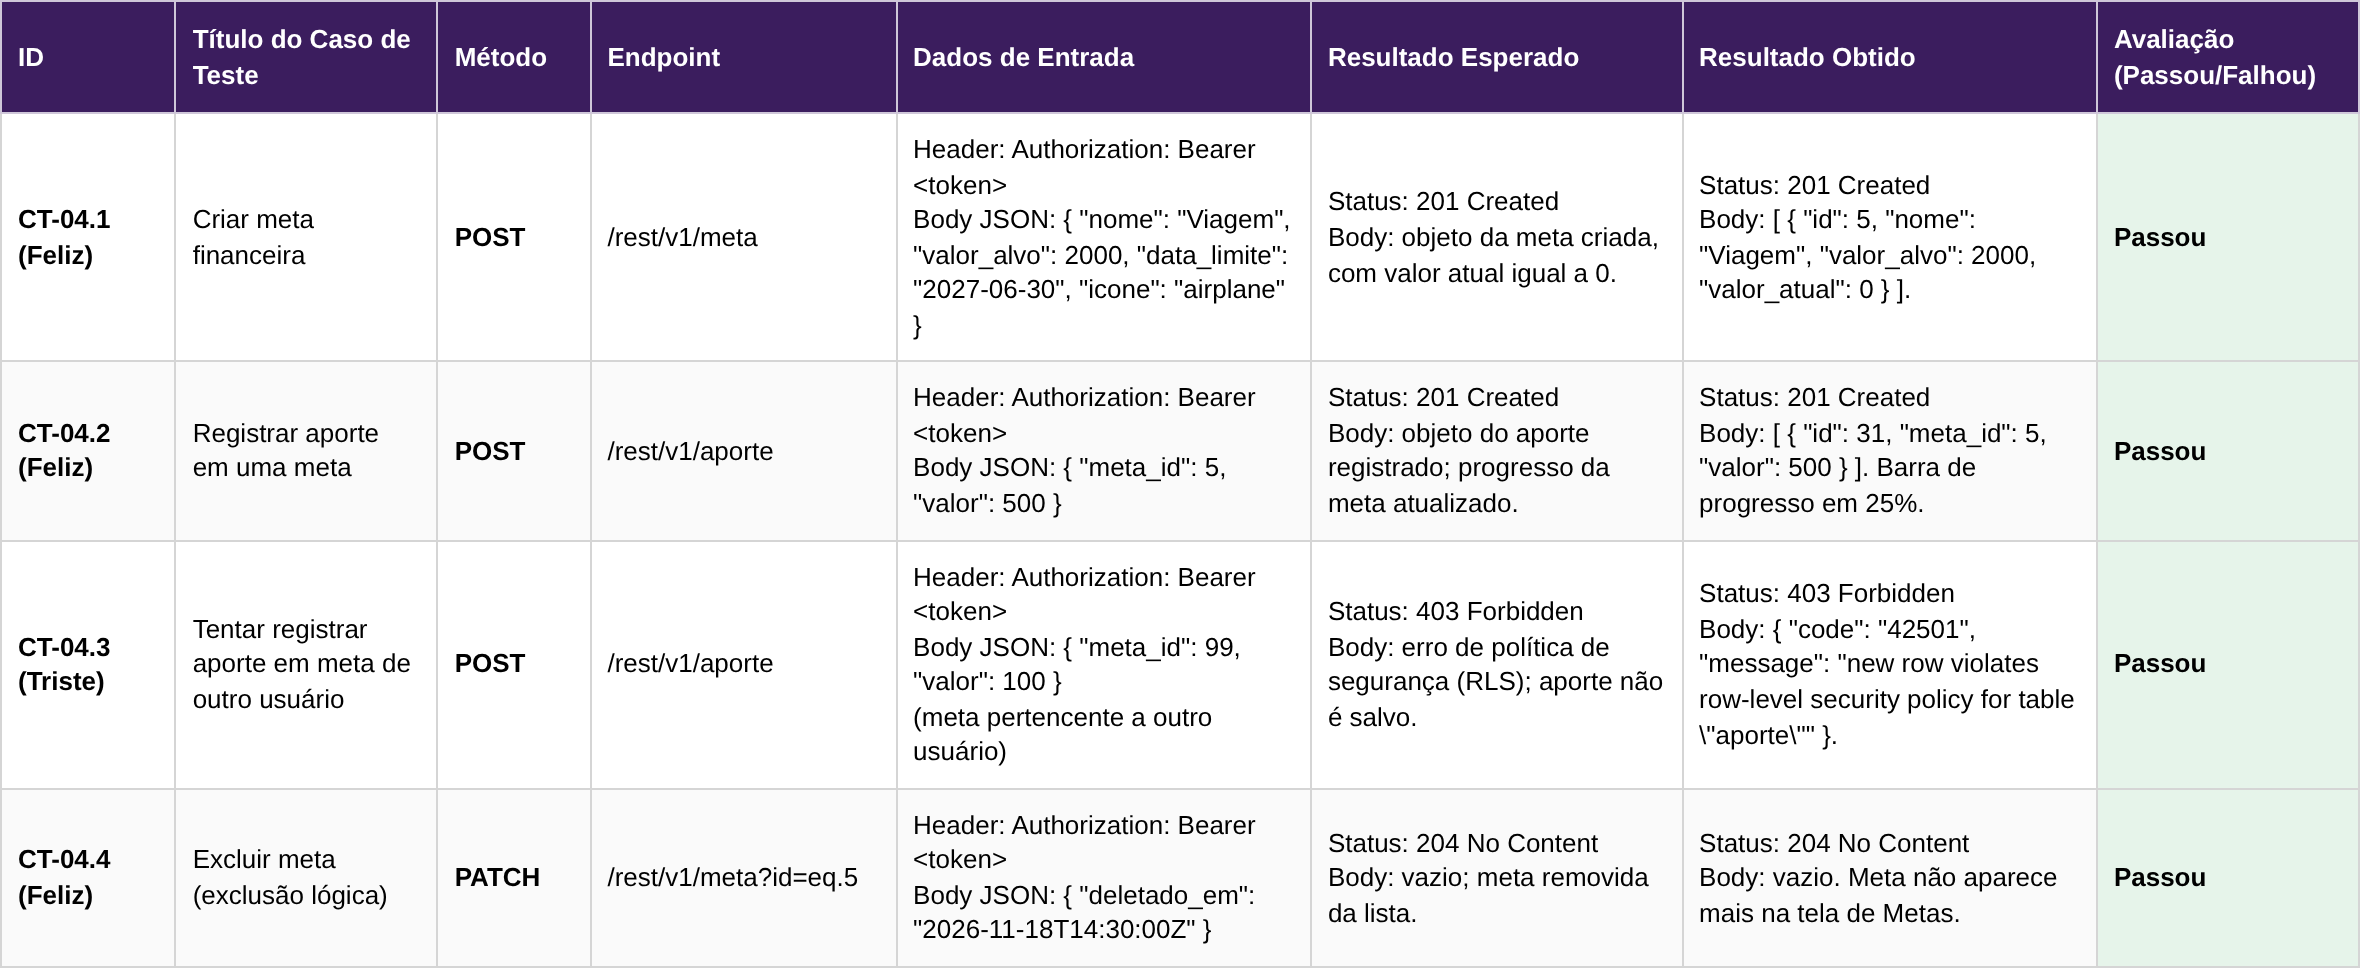 ID
Título do Caso de
Teste
Método
Endpoint
Dados de Entrada
Resultado Esperado
Resultado Obtido
Avaliação
(Passou/Falhou)
CT-04.1
(Feliz)
Criar meta
financeira
POST
/rest/v1/meta
Header: Authorization: Bearer
<token>
Body JSON: { "nome": "Viagem",
"valor_alvo": 2000, "data_limite":
"2027-06-30", "icone": "airplane"
}
Status: 201 Created
Body: objeto da meta criada,
com valor atual igual a 0.
Status: 201 Created
Body: [ { "id": 5, "nome":
"Viagem", "valor_alvo": 2000,
"valor_atual": 0 } ].
Passou
CT-04.2
(Feliz)
Registrar aporte
em uma meta
POST
/rest/v1/aporte
Header: Authorization: Bearer
<token>
Body JSON: { "meta_id": 5,
"valor": 500 }
Status: 201 Created
Body: objeto do aporte
registrado; progresso da
meta atualizado.
Status: 201 Created
Body: [ { "id": 31, "meta_id": 5,
"valor": 500 } ]. Barra de
progresso em 25%.
Passou
CT-04.3
(Triste)
Tentar registrar
aporte em meta de
outro usuário
POST
/rest/v1/aporte
Header: Authorization: Bearer
<token>
Body JSON: { "meta_id": 99,
"valor": 100 }
(meta pertencente a outro
usuário)
Status: 403 Forbidden
Body: erro de política de
segurança (RLS); aporte não
é salvo.
Status: 403 Forbidden
Body: { "code": "42501",
"message": "new row violates
row-level security policy for table
\"aporte\"" }.
Passou
CT-04.4
(Feliz)
Excluir meta
(exclusão lógica)
PATCH
/rest/v1/meta?id=eq.5
Header: Authorization: Bearer
<token>
Body JSON: { "deletado_em":
"2026-11-18T14:30:00Z" }
Status: 204 No Content
Body: vazio; meta removida
da lista.
Status: 204 No Content
Body: vazio. Meta não aparece
mais na tela de Metas.
Passou